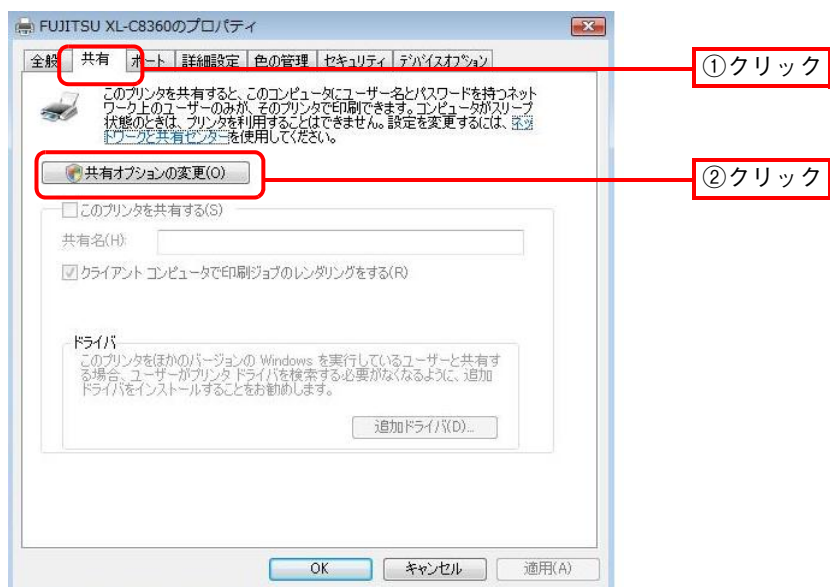 FUJITSU XL-C8360のプロパティ
全般 共有 ポート 詳細設定 色の管理 セキュリティ デバイスオプション
①クリック
このプリンタを共有すると、このコンピュータにユーザー名とパスワードを持つネット
ワーク上のユーザーのみが、そのプリンタで印刷できます。コンピュータがスリープ
状態のときは、プリンタを利用することはできません。設定を変更するには、ネッ
トワークと共有センターを使用してください。
共有オプションの変更(O)
②クリック
このプリンタを共有する(S)
共有名(H):
クライアント コンピュータで印刷ジョブのレンダリングをする(R)
ドライバ
このプリンタをほかのバージョンの Windows を実行しているユーザーと共有す
る場合、ユーザーがプリンタ ドライバを検索する必要がなくなるように、追加
ドライバをインストールすることをお勧めします。
追加ドライバ(D)...
OK キャンセル 適用(A)